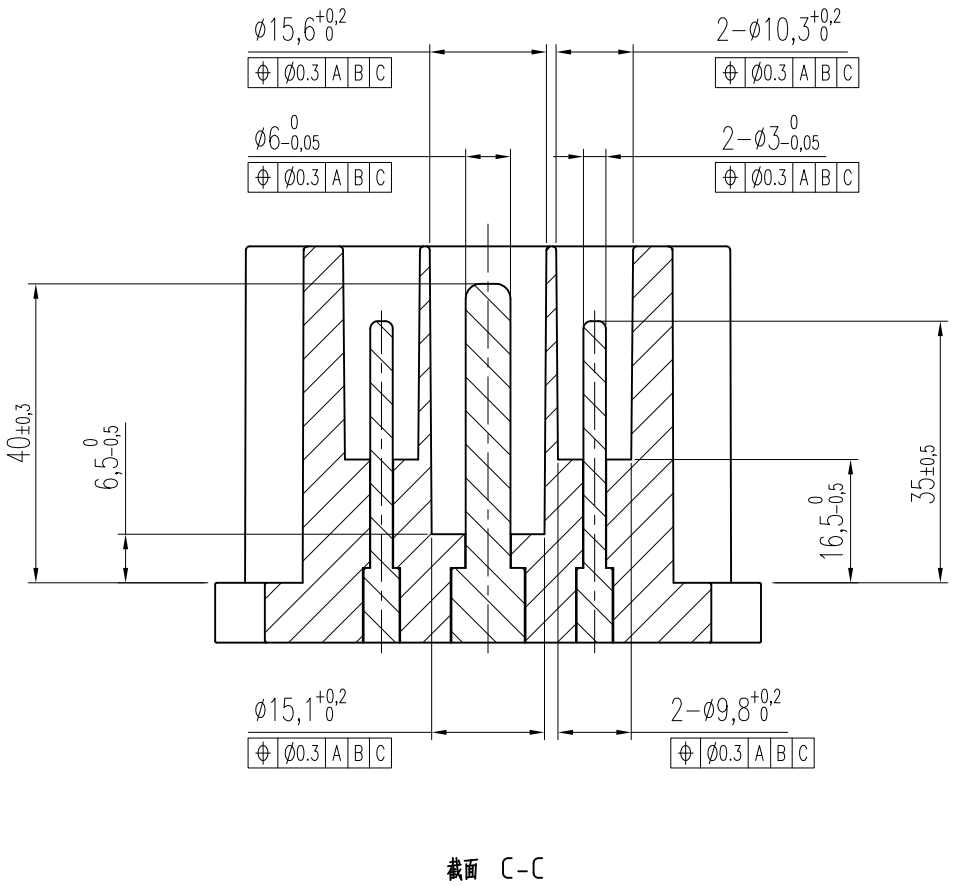 Ø15,6 +0,2 0
2-Ø10,3 +0,2 0
⌖ Ø0.3 A B C
⌖ Ø0.3 A B C
Ø6 0 -0,05
2-Ø3 0 -0,05
⌖ Ø0.3 A B C
⌖ Ø0.3 A B C
40±0,3
6,5 0 -0,5
16,5 0 -0,5
35±0,5
Ø15,1 +0,2 0
2-Ø9,8 +0,2 0
⌖ Ø0.3 A B C
⌖ Ø0.3 A B C
截面 C-C